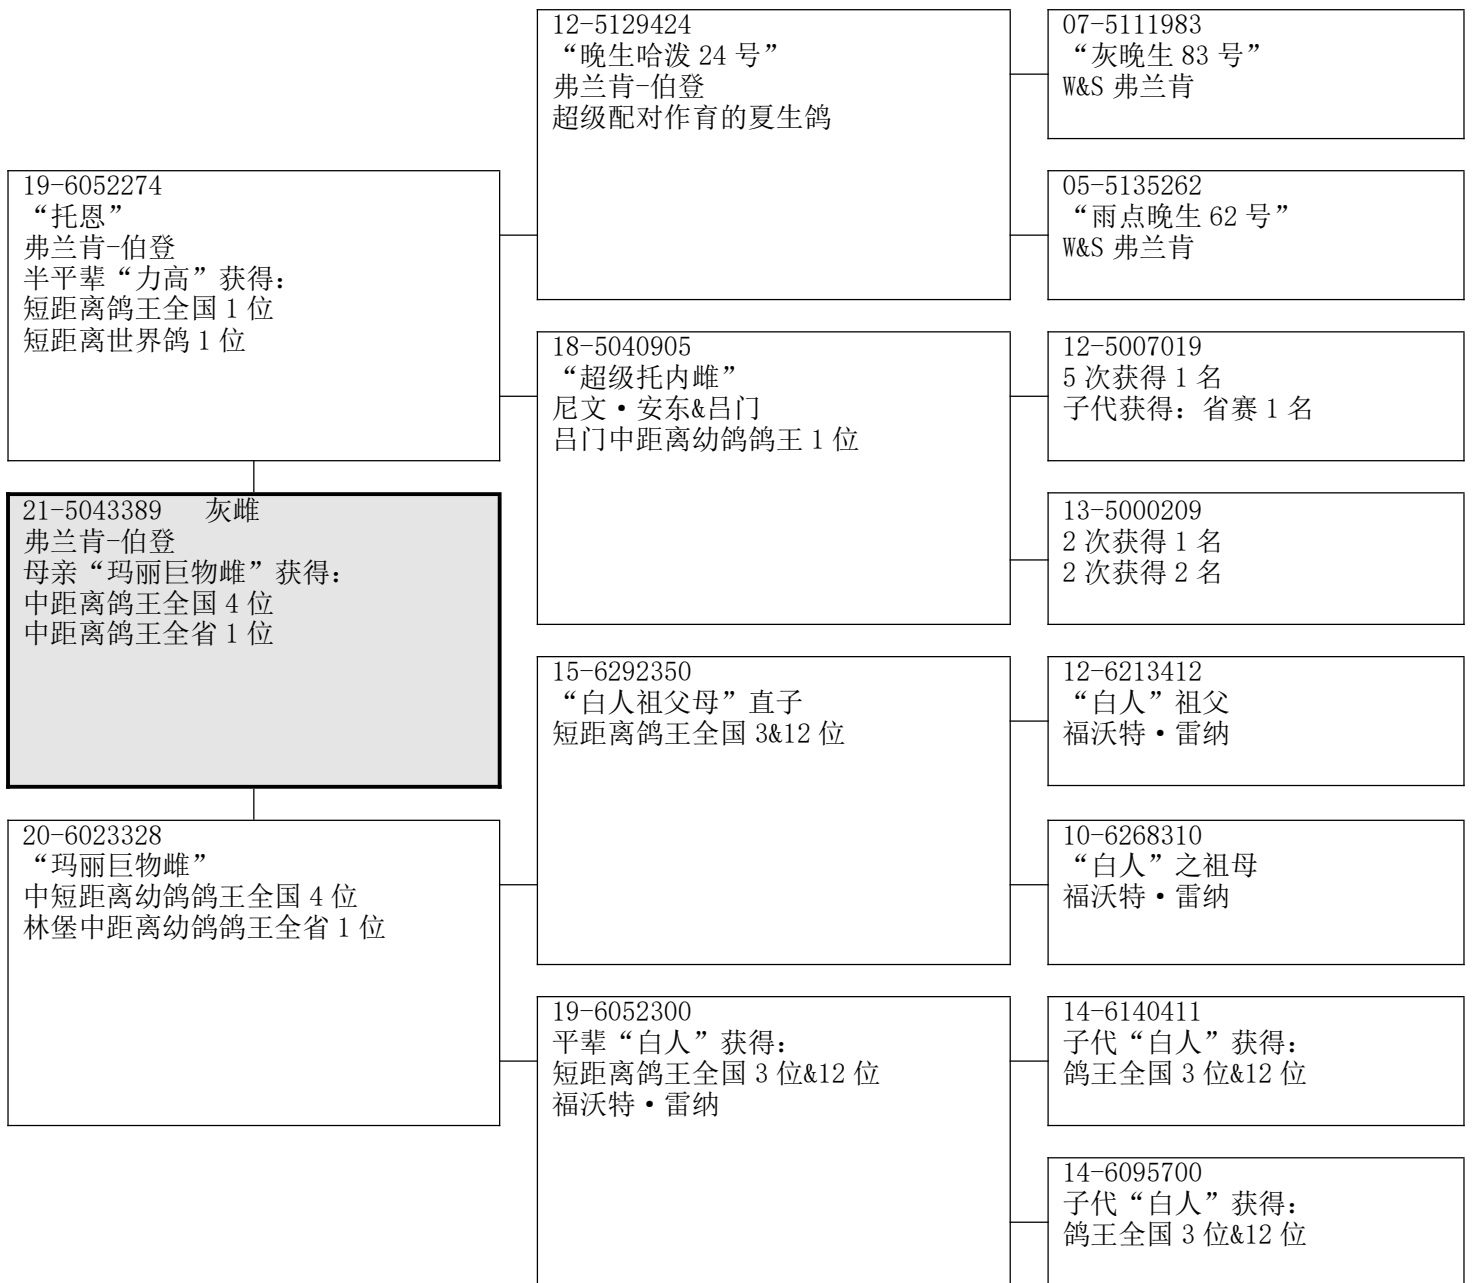 12-5129424
“晚生哈泼 24 号”
弗兰肯-伯登
超级配对作育的夏生鸽
07-5111983
“灰晚生 83 号”
W&S 弗兰肯
19-6052274
“托恩”
弗兰肯-伯登
半平辈“力高”获得：
短距离鸽王全国 1 位
短距离世界鸽 1 位
05-5135262
“雨点晚生 62 号”
W&S 弗兰肯
18-5040905
“超级托内雌”
尼文·安东&吕门
吕门中距离幼鸽鸽王 1 位
12-5007019
5 次获得 1 名
子代获得：省赛 1 名
21-5043389 灰雌
弗兰肯-伯登
母亲“玛丽巨物雌”获得：
中距离鸽王全国 4 位
中距离鸽王全省 1 位
13-5000209
2 次获得 1 名
2 次获得 2 名
15-6292350
“白人祖父母”直子
短距离鸽王全国 3&12 位
12-6213412
“白人”祖父
福沃特·雷纳
20-6023328
“玛丽巨物雌”
中短距离幼鸽鸽王全国 4 位
林堡中距离幼鸽鸽王全省 1 位
10-6268310
“白人”之祖母
福沃特·雷纳
19-6052300
平辈“白人”获得：
短距离鸽王全国 3 位&12 位
福沃特·雷纳
14-6140411
子代“白人”获得：
鸽王全国 3 位&12 位
14-6095700
子代“白人”获得：
鸽王全国 3 位&12 位